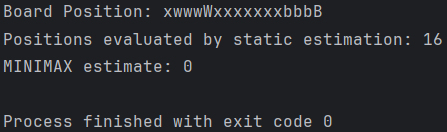 Board Position: xwwwWxxxxxxxbbbB
Positions evaluated by static estimation: 16
MINIMAX estimate: 0
Process finished with exit code 0